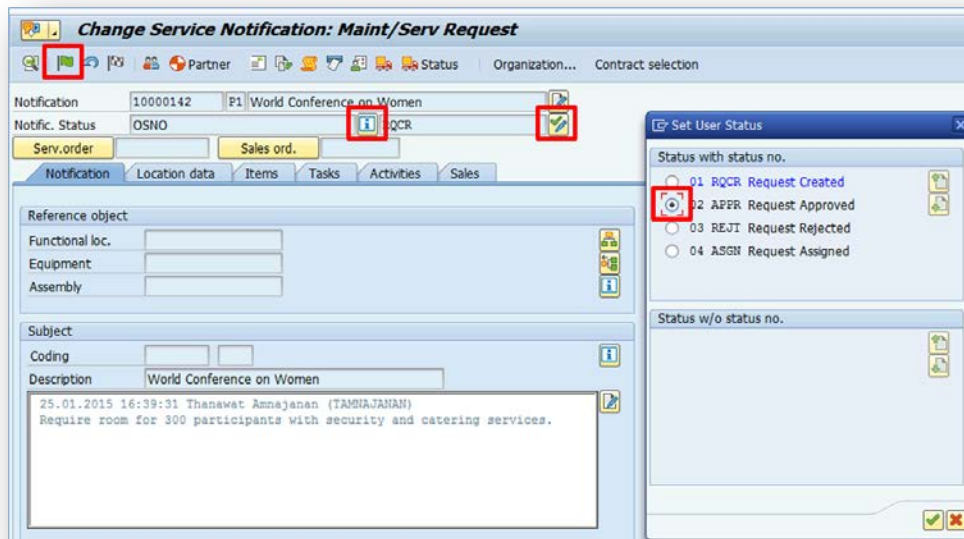 Change Service Notification: Maint/Serv Request
Partner Status Organization... Contract selection
Notification 10000142 P1 World Conference on Women
Notific. Status OSNO RQCR
Serv.order Sales ord.
Notification Location data Items Tasks Activities Sales
Reference object
Functional loc.
Equipment
Assembly
Subject
Coding
Description World Conference on Women
25.01.2015 16:39:31 Thanawat Amnajanan (TAMNAJANAN)
Require room for 300 participants with security and catering services.
Set User Status
Status with status no.
01 RQCR Request Created
02 APPR Request Approved
03 REJT Request Rejected
04 ASGN Request Assigned
Status w/o status no.